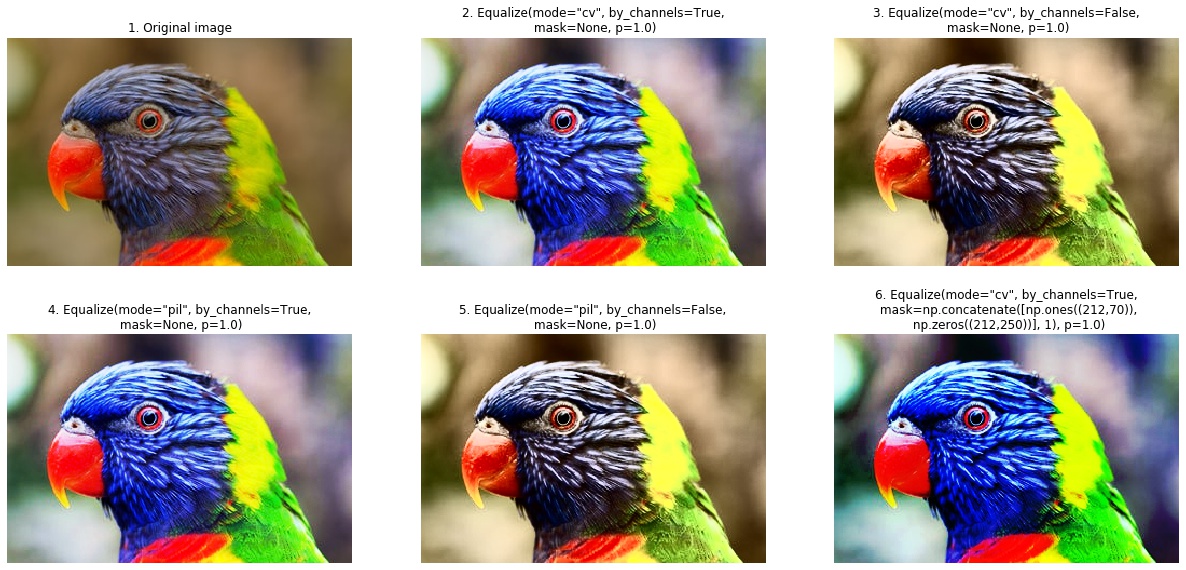 1. Original image
2. Equalize(mode="cv", by_channels=True,
mask=None, p=1.0)
3. Equalize(mode="cv", by_channels=False,
mask=None, p=1.0)
4. Equalize(mode="pil", by_channels=True,
mask=None, p=1.0)
5. Equalize(mode="pil", by_channels=False,
mask=None, p=1.0)
6. Equalize(mode="cv", by_channels=True,
mask=np.concatenate([np.ones((212,70)),
np.zeros((212,250))], 1), p=1.0)